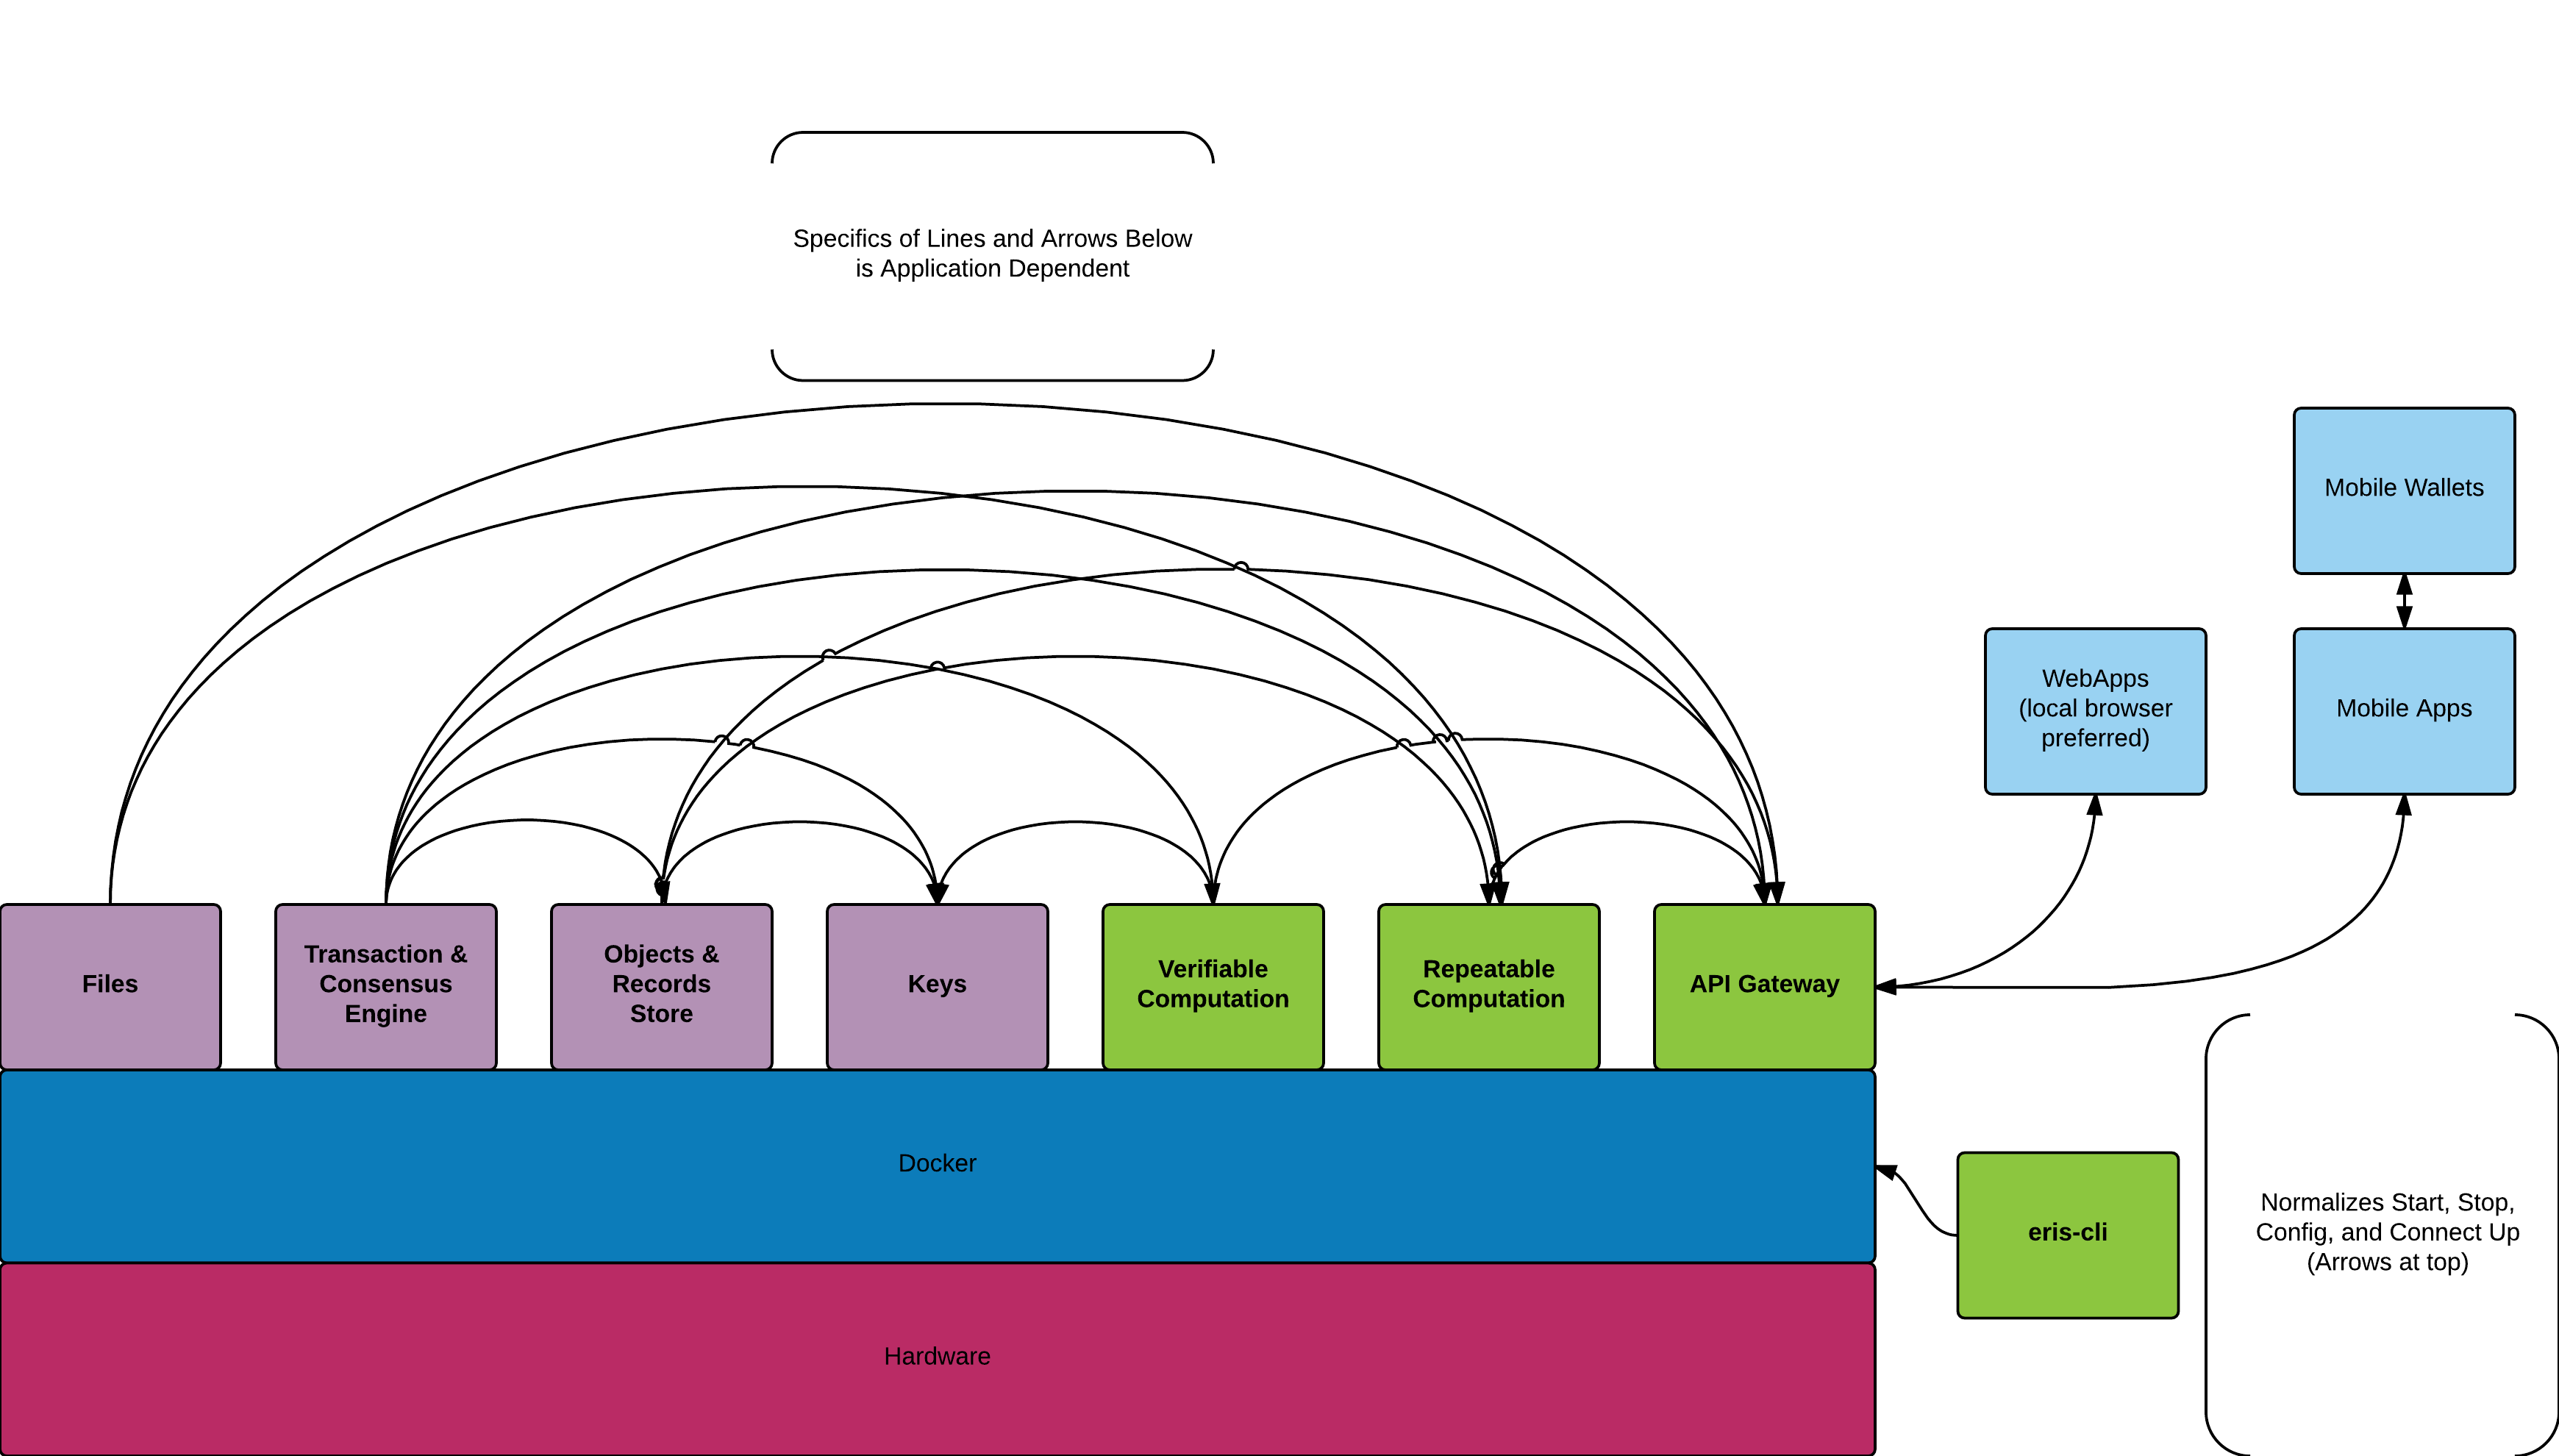 Specifics of Lines and Arrows Below
is Application Dependent
Mobile Wallets
WebApps
(local browser
preferred)
Mobile Apps
Files
Transaction &
Consensus
Engine
Objects &
Records
Store
Keys
Verifiable
Computation
Repeatable
Computation
API Gateway
Docker
eris-cli
Normalizes Start, Stop,
Config, and Connect Up
(Arrows at top)
Hardware